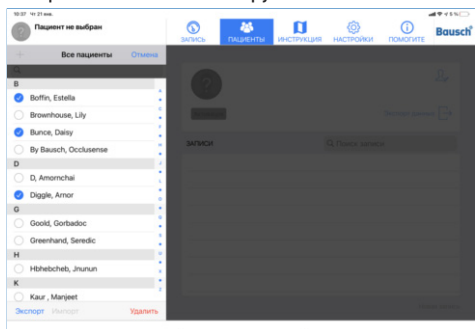 10:37 Чт 21 янв.
Пациент не выбран
ЗАПИСЬ
ПАЦИЕНТЫ
ИНСТРУКЦИЯ
НАСТРОЙКИ
ПОМОГИТЕ
Bausch
Все пациенты
Отмена
B
Boffin, Estella
Brownhouse, Lily
Bunce, Daisy
By Bausch, Occlusense
D
D, Amornchai
Diggle, Arnor
G
Goold, Gorbadoc
Greenhand, Seredic
H
Hbhebcheb, Jnunun
K
Kaur , Manjeet
Экспорт
Импорт
Удалить
ЗАПИСИ
Поиск записи